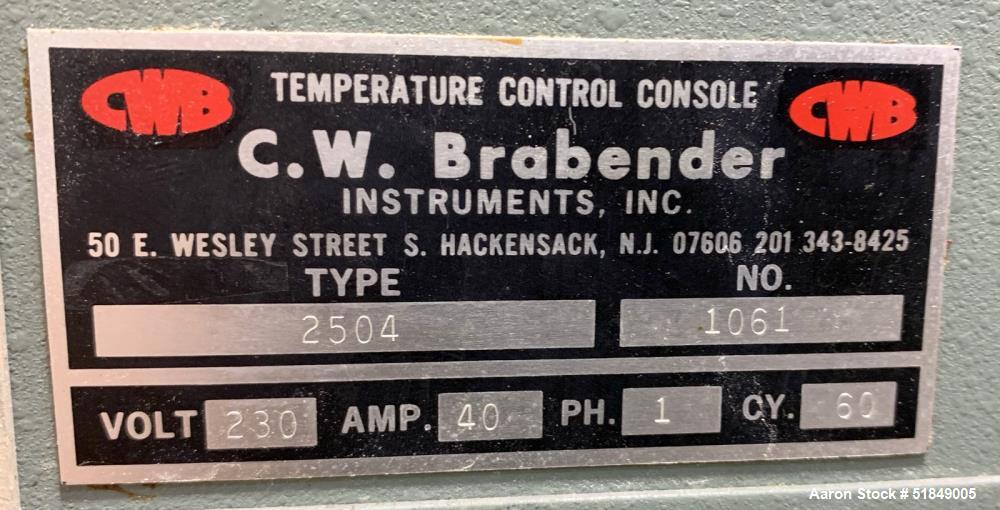 CWB TEMPERATURE CONTROL CONSOLE CWB
C.W. Brabender
INSTRUMENTS, INC.
50 E. WESLEY STREET S. HACKENSACK, N.J. 07606 201 343-8425
TYPE NO.
2504 1061
VOLT 230 AMP. 40 PH. 1 CY. 60
Aaron Stock # 51849005